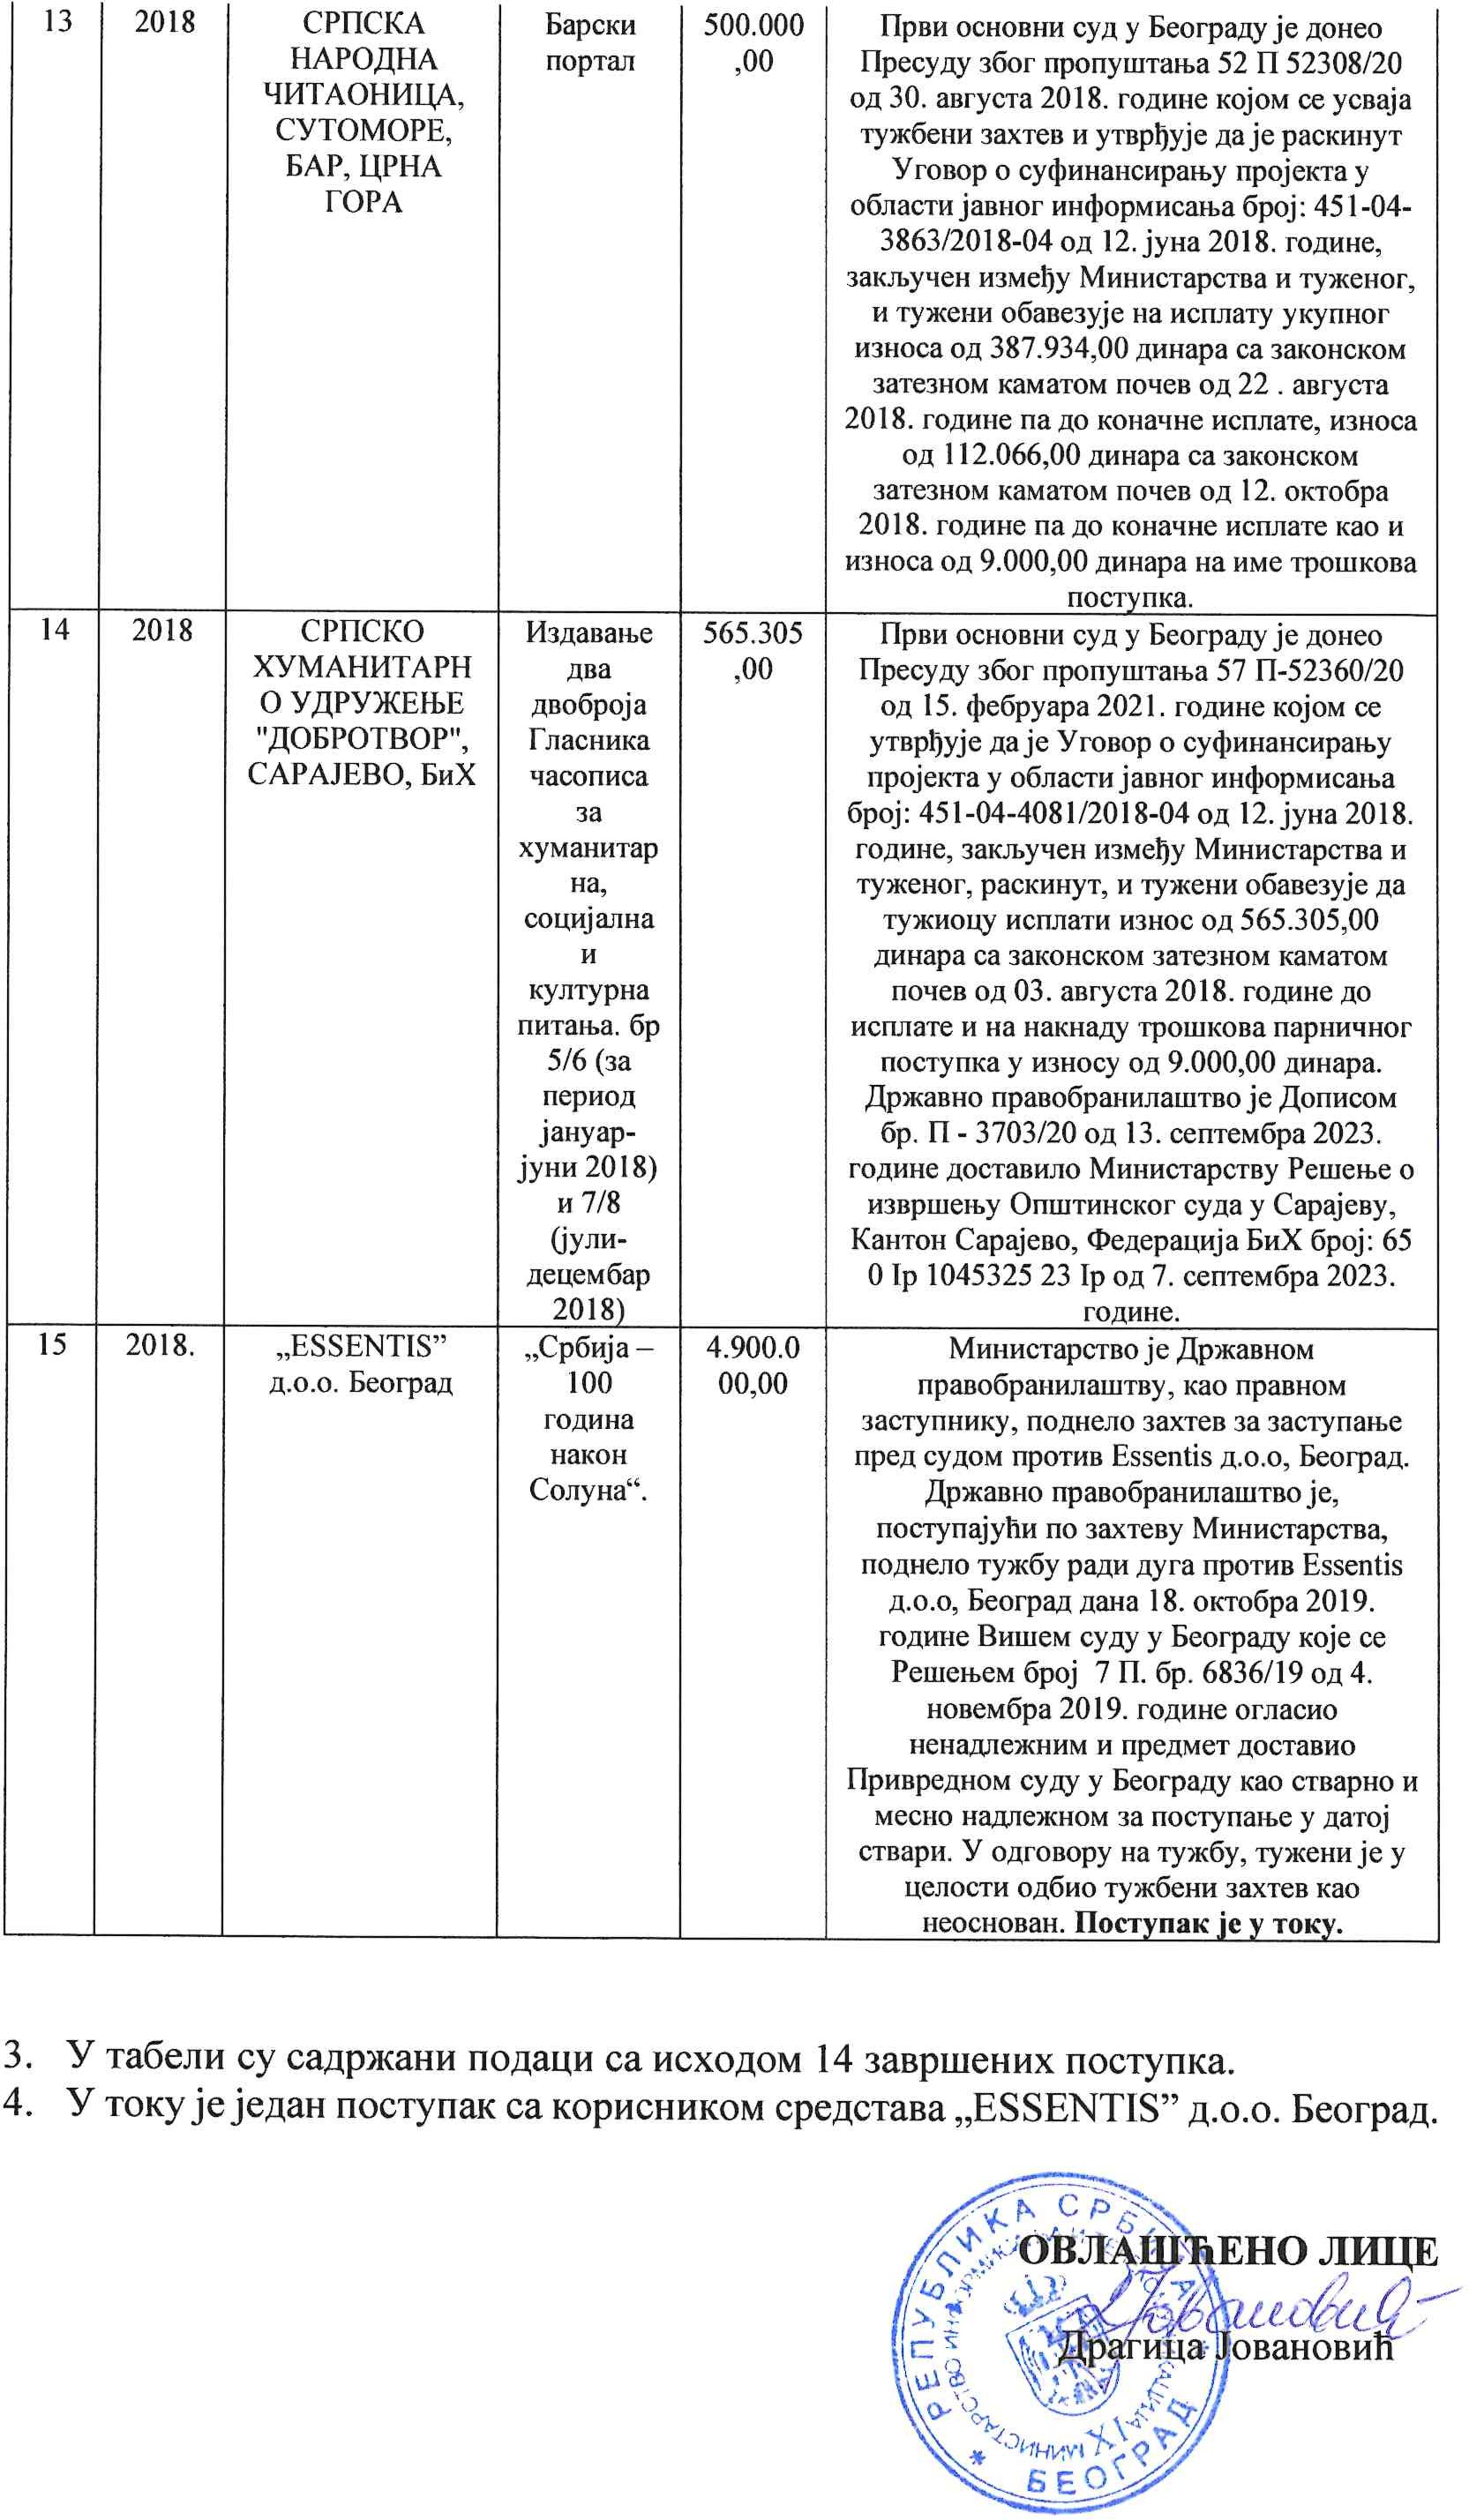 13
2018
СРПСКА
НАРОДНА
ЧИТАОНИЦА,
СУТОМОРЕ,
БАР, ЦРНА
ГОРА
Барски
портал
500.000
,00
Први основни суд у Београду је донео
Пресуду због пропуштања 52 П 52308/20
од 30. августа 2018. године којом се усваја
тужбени захтев и утврђује да је раскинут
Уговор о суфинансирању пројекта у
области јавног информисања број: 451-04-
3863/2018-04 од 12. јуна 2018. године,
закључен између Министарства и туженог,
и тужени обавезује на исплату укупног
износа од 387.934,00 динара са законском
затезном каматом почев од 22 . августа
2018. године па до коначне исплате, износа
од 112.066,00 динара са законском
затезном каматом почев од 12. октобра
2018. године па до коначне исплате као и
износа од 9.000,00 динара на име трошкова
поступка.
14
2018
СРПСКО
ХУМАНИТАРН
О УДРУЖЕЊЕ
"ДОБРОТВОР",
САРАЈЕВО, БиХ
Издавање
два
двоброја
Гласника
часописа
за
хуманитар
на,
социјална
и
културна
питања. бр
5/6 (за
период
јануар-
јуни 2018)
и 7/8
(јули-
децембар
2018)
565.305
,00
Први основни суд у Београду је донео
Пресуду због пропуштања 57 П-52360/20
од 15. фебруара 2021. године којом се
утврђује да је Уговор о суфинансирању
пројекта у области јавног информисања
број: 451-04-4081/2018-04 од 12. јуна 2018.
године, закључен између Министарства и
туженог, раскинут, и тужени обавезује да
тужиоцу исплати износ од 565.305,00
динара са законском затезном каматом
почев од 03. августа 2018. године до
исплате и на накнаду трошкова парничног
поступка у износу од 9.000,00 динара.
Државно правобранилаштво је Дописом
бр. П - 3703/20 од 13. септембра 2023.
године доставило Министарству Решење о
извршењу Општинског суда у Сарајеву,
Кантон Сарајево, Федерација БиХ број: 65
0 Ip 1045325 23 Ip од 7. септембра 2023.
године.
15
2018.
„ESSENTIS”
д.о.о. Београд
„Србија –
100
година
након
Солуна“.
4.900.0
00,00
Министарство је Државном
правобранилаштву, као правном
заступнику, поднело захтев за заступање
пред судом против Essentis д.о.о, Београд.
Државно правобранилаштво је,
поступајући по захтеву Министарства,
поднело тужбу ради дуга против Essentis
д.о.о, Београд дана 18. октобра 2019.
године Вишем суду у Београду које се
Решењем број 7 П. бр. 6836/19 од 4.
новембра 2019. године огласио
ненадлежним и предмет доставио
Привредном суду у Београду као стварно и
месно надлежном за поступање у датој
ствари. У одговору на тужбу, тужени је у
целости одбио тужбени захтев као
неоснован. Поступак је у току.
3. У табели су садржани подаци са исходом 14 завршених поступка.
4. У току је један поступак са корисником средстава „ESSENTIS” д.о.о. Београд.
ОВЛАШЋЕНО ЛИЦЕ
Јовановић
Драгица Јовановић
РЕПУБЛИКА СРБИЈА
МИНИСТАРСТВО
IX
БЕОГРАД